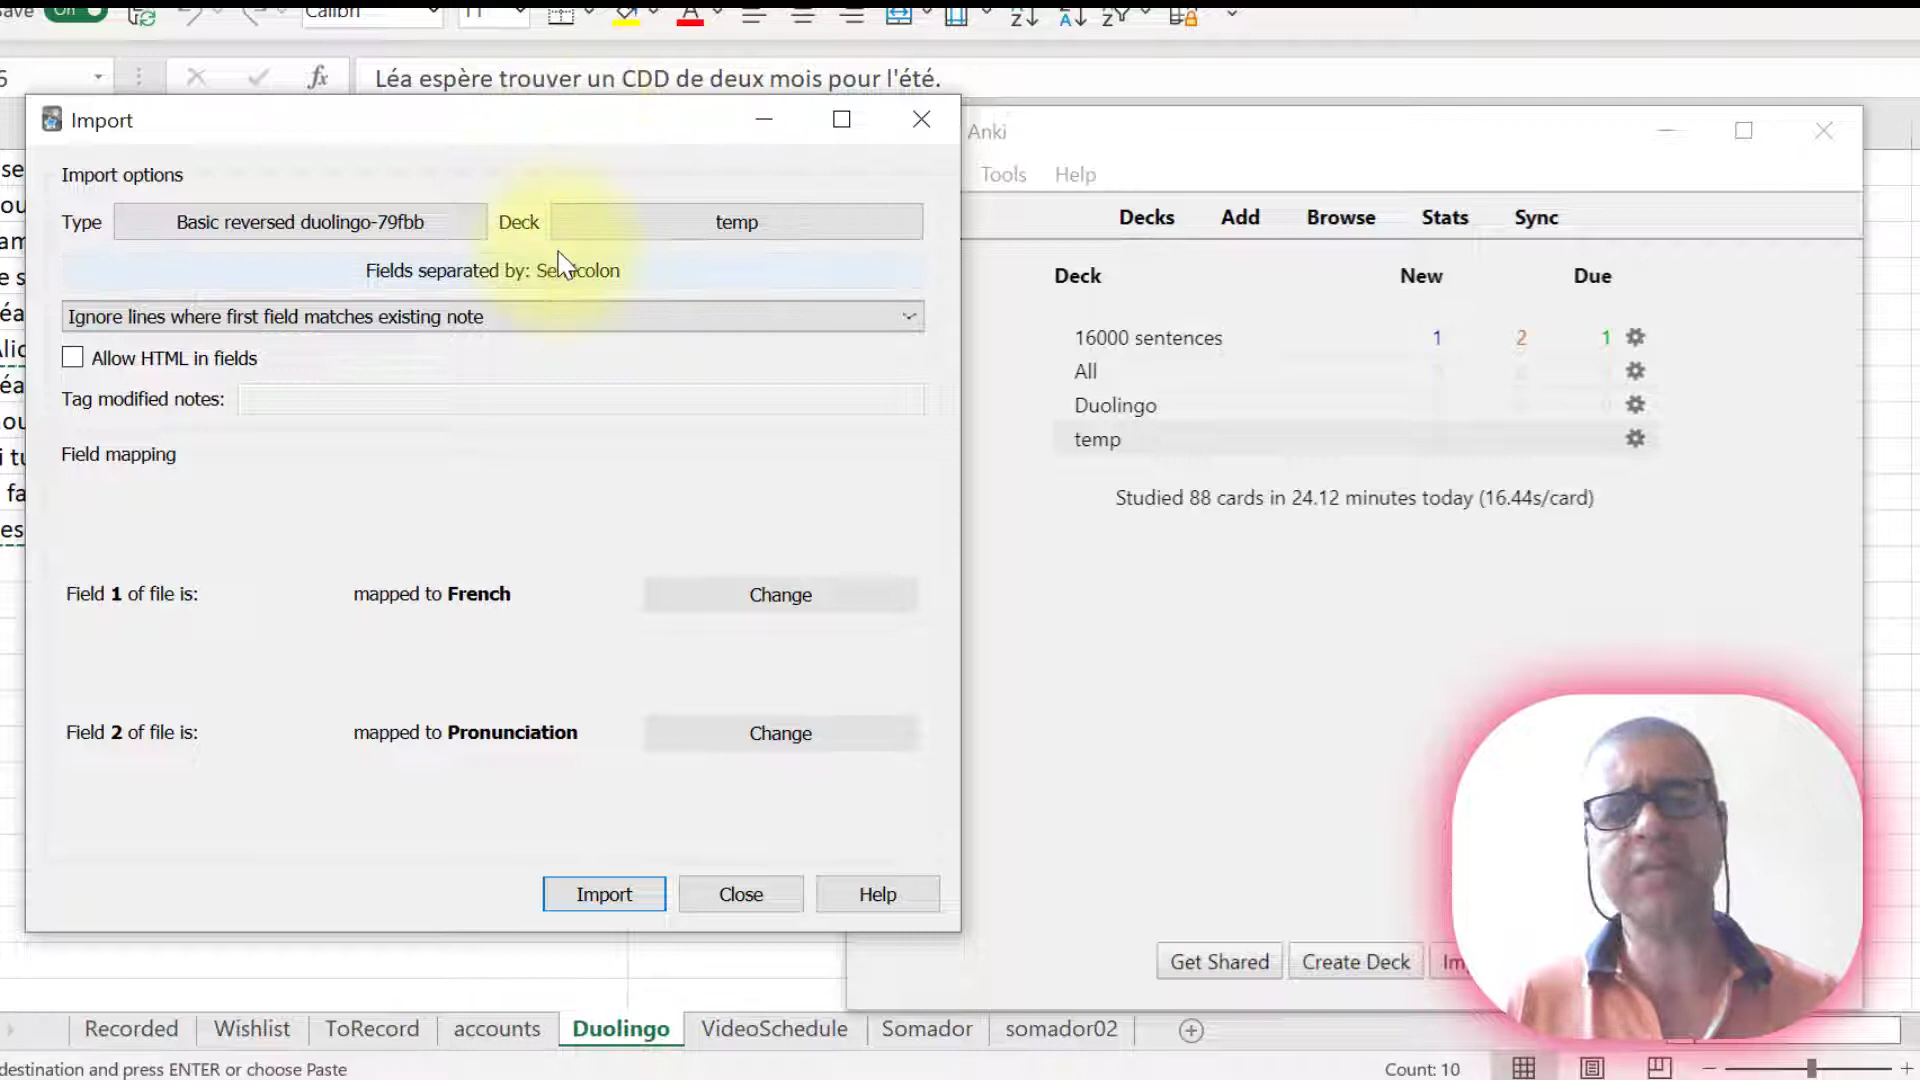 On
Calibri
11
Léa espère trouver un CDD de deux mois pour l'été.
Import
Import options
Type Basic reversed duolingo-79fbb Deck temp
Fields separated by: Semicolon
Ignore lines where first field matches existing note
Allow HTML in fields
Tag modified notes:
Field mapping
Field 1 of file is: mapped to French Change
Field 2 of file is: mapped to Pronunciation Change
Import Close Help
Anki
Tools Help
Decks Add Browse Stats Sync
Deck New Due
16000 sentences 1 2 1
All
Duolingo
temp
Studied 88 cards in 24.12 minutes today (16.44s/card)
Get Shared Create Deck
Recorded Wishlist ToRecord accounts Duolingo VideoSchedule Somador somador02
destination and press ENTER or choose Paste
Count: 10